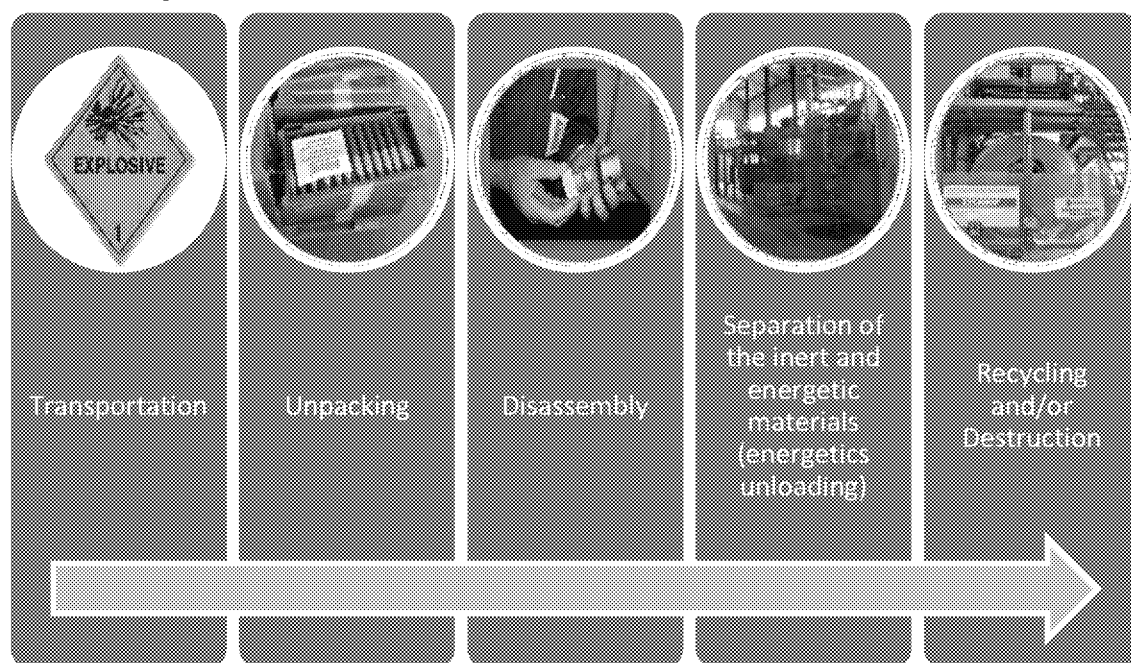 EXPLOSIVE
1
Transportation
Unpacking
Disassembly
Separation of
the inert and
energetic
materials
(energetics
unloading)
Recycling
and/or
Destruction